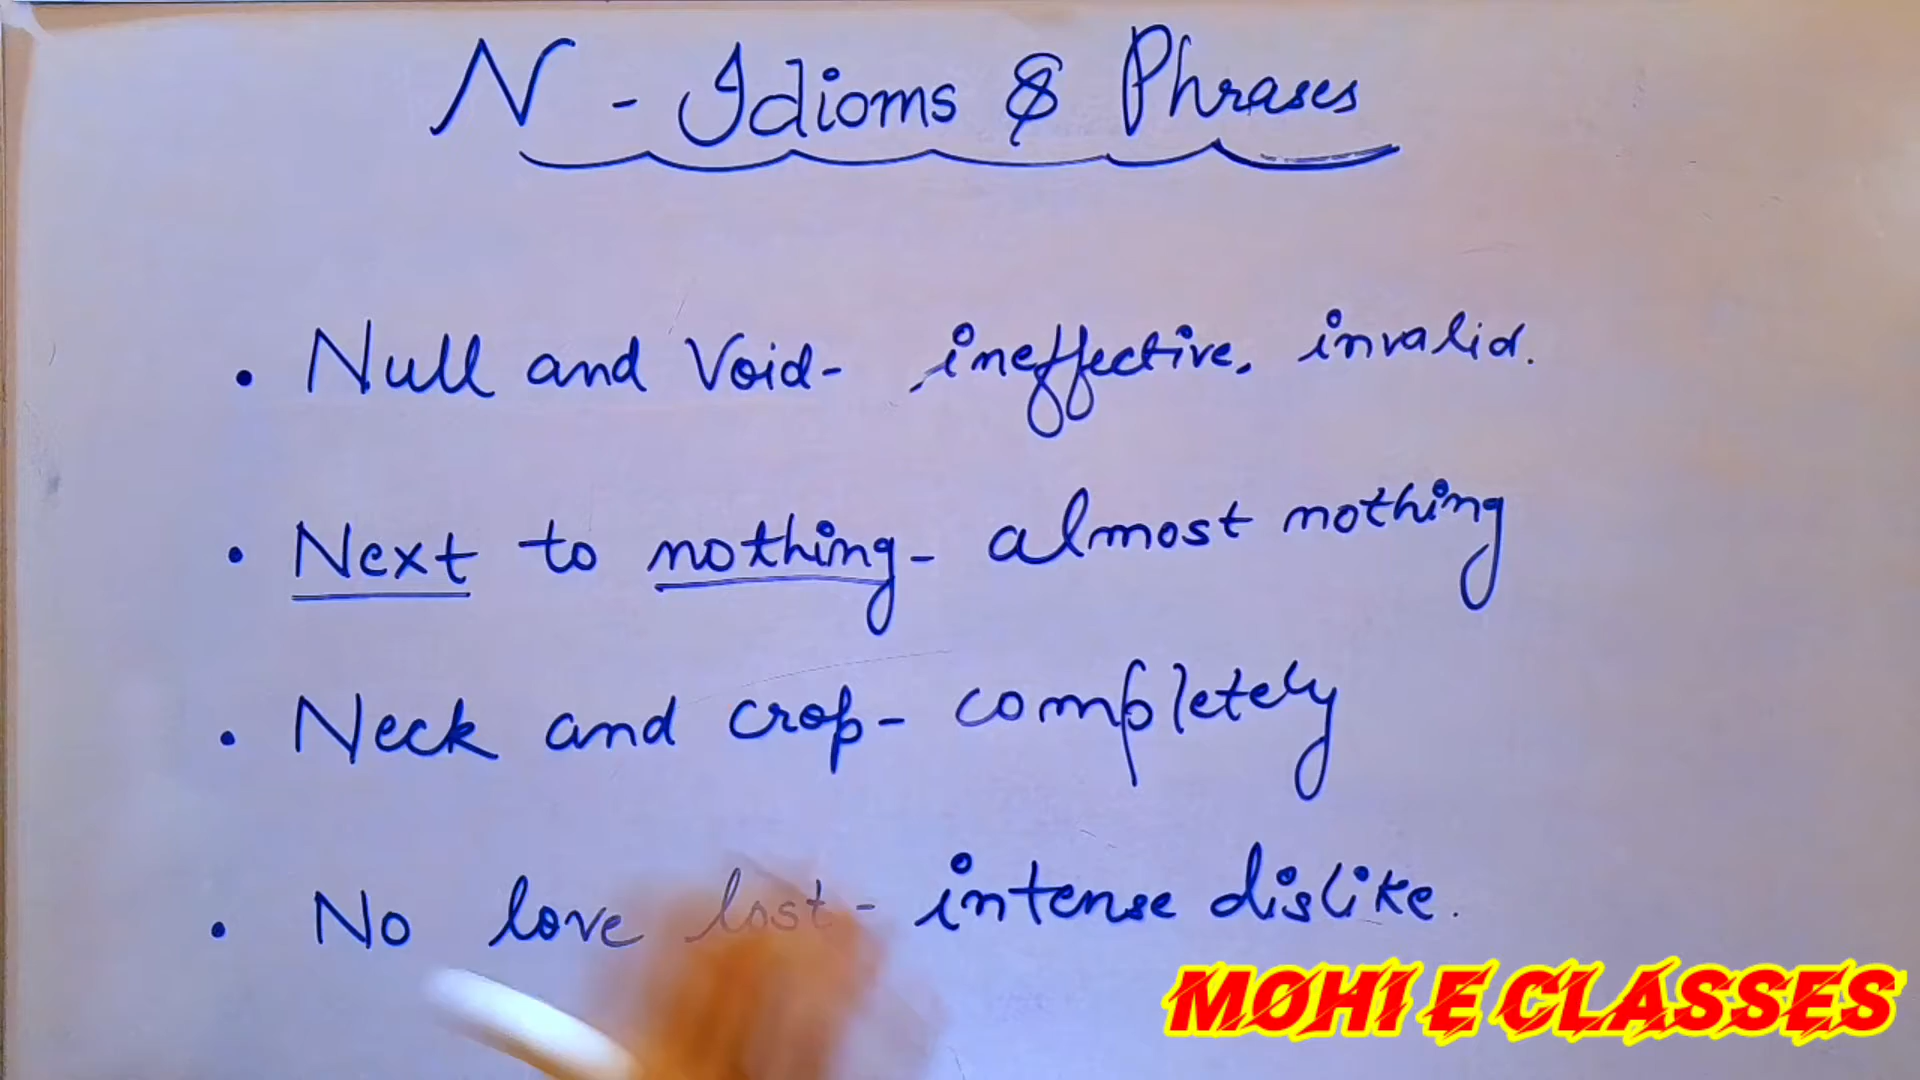 N - Idioms & Phrases
• Null and Void - ineffective, invalid.
• Next to nothing - almost nothing
• Neck and crop - completely
• No love lost - intense dislike.
MOHI E CLASSES